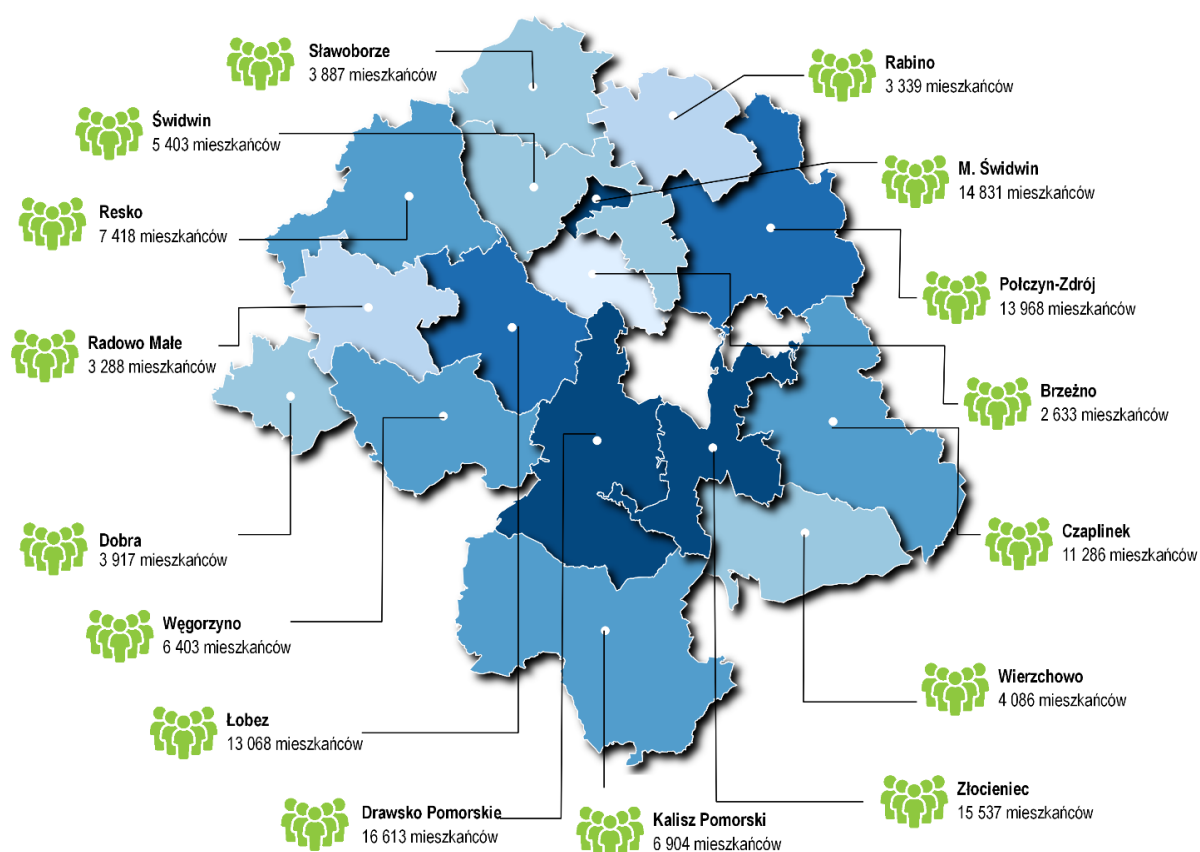 Sławoborze
3 887 mieszkańców
Rabino
3 339 mieszkańców
Świdwin
5 403 mieszkańców
M. Świdwin
14 831 mieszkańców
Resko
7 418 mieszkańców
Połczyn-Zdrój
13 968 mieszkańców
Radowo Małe
3 288 mieszkańców
Brzeżno
2 633 mieszkańców
Dobra
3 917 mieszkańców
Czaplinek
11 286 mieszkańców
Węgorzyno
6 403 mieszkańców
Wierzchowo
4 086 mieszkańców
Łobez
13 068 mieszkańców
Złocieniec
15 537 mieszkańców
Drawsko Pomorskie
16 613 mieszkańców
Kalisz Pomorski
6 904 mieszkańców